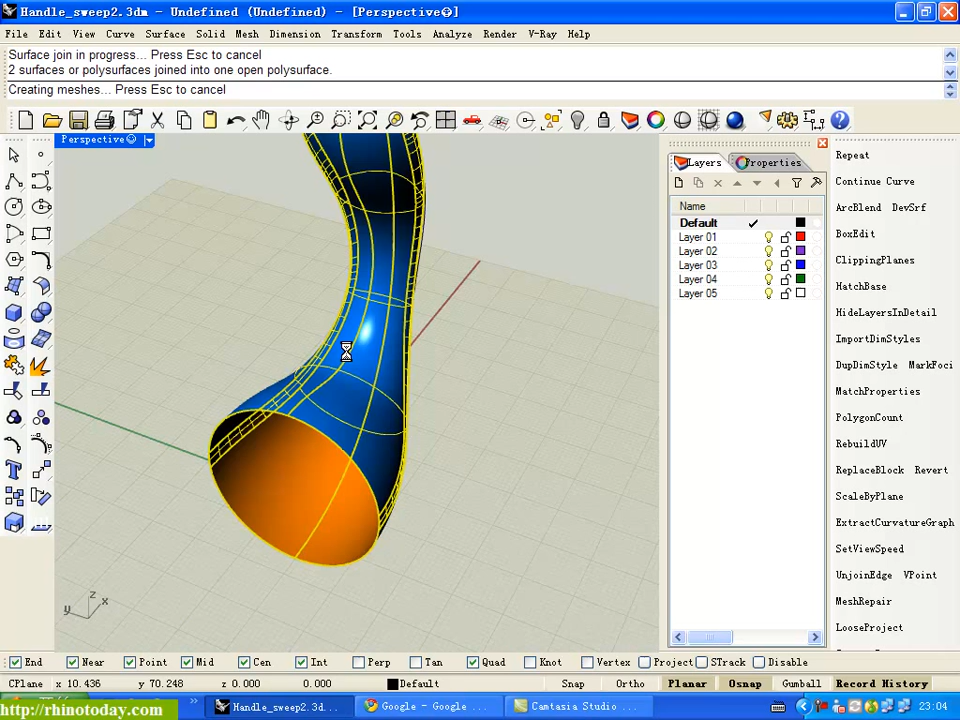 Handle_sweep2.3dm - Undefined (Undefined) - [Perspective]
File Edit View Curve Surface Solid Mesh Dimension Transform Tools Analyze Render V-Ray Help
Surface join in progress... Press Esc to cancel
2 surfaces or polysurfaces joined into one open polysurface.
Creating meshes... Press Esc to cancel
Perspective
Layers Properties
Name
Default
Layer 01
Layer 02
Layer 03
Layer 04
Layer 05
Repeat
Continue Curve
ArcBlend DevSrf
BoxEdit
ClippingPlanes
HatchBase
HideLayersInDetail
ImportDimStyles
DupDimStyle MarkFoci
MatchProperties
PolygonCount
RebuildUV
ReplaceBlock Revert
ScaleByPlane
ExtractCurvatureGraph
SetViewSpeed
UnjoinEdge VPoint
MeshRepair
LooseProject
z
y x
End Near Point Mid Cen Int Perp Tan Quad Knot Vertex Project STrack Disable
CPlane x 10.436 y 70.248 z 0.000 0.000 Default Snap Ortho Planar Osnap Gumball Record History
http://rhinotoday.com Handle_sweep2.3d... Google - Google ... Camtasia Studio ... 23:04